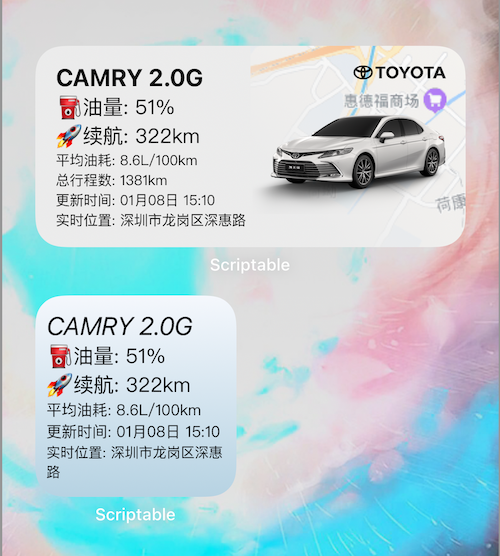 CAMRY 2.0G
TOYOTA
⛽油量: 51%
🚀续航: 322km
平均油耗: 8.6L/100km
总行程数: 1381km
更新时间: 01月08日 15:10
实时位置: 深圳市龙岗区深惠路
惠德福商场
荷康
Scriptable
CAMRY 2.0G
⛽油量: 51%
🚀续航: 322km
平均油耗: 8.6L/100km
更新时间: 01月08日 15:10
实时位置: 深圳市龙岗区深惠
路
Scriptable